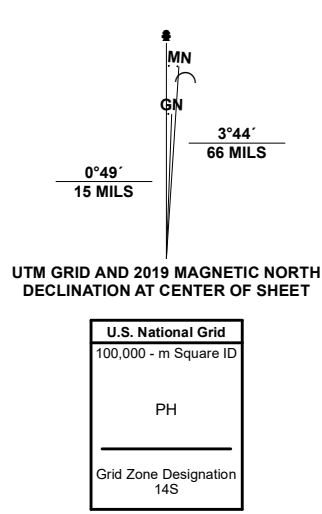 MN
GN
3°44´
66 MILS
0°49´
15 MILS
UTM GRID AND 2019 MAGNETIC NORTH
DECLINATION AT CENTER OF SHEET
U.S. National Grid
100,000 - m Square ID
PH
Grid Zone Designation
14S